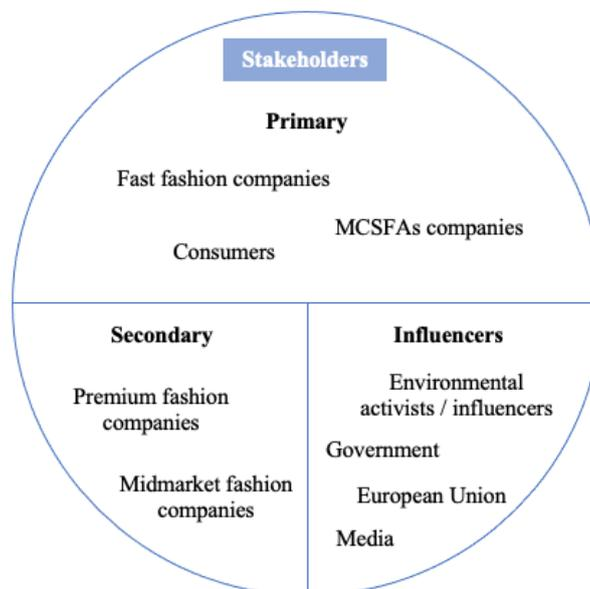 Stakeholders
Primary
Fast fashion companies
MCSFAs companies
Consumers
Secondary
Premium fashion
companies
Midmarket fashion
companies
Influencers
Environmental
activists / influencers
Government
European Union
Media